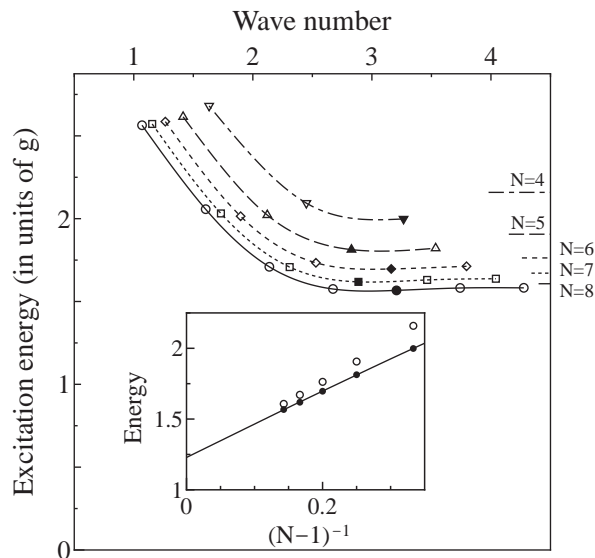 Wave number
1 2 3 4
Excitation energy (in units of g)
2
1
0
N=4
N=5
N=6
N=7
N=8
Energy
2
1.5
1
0 0.2
(N−1)⁻¹